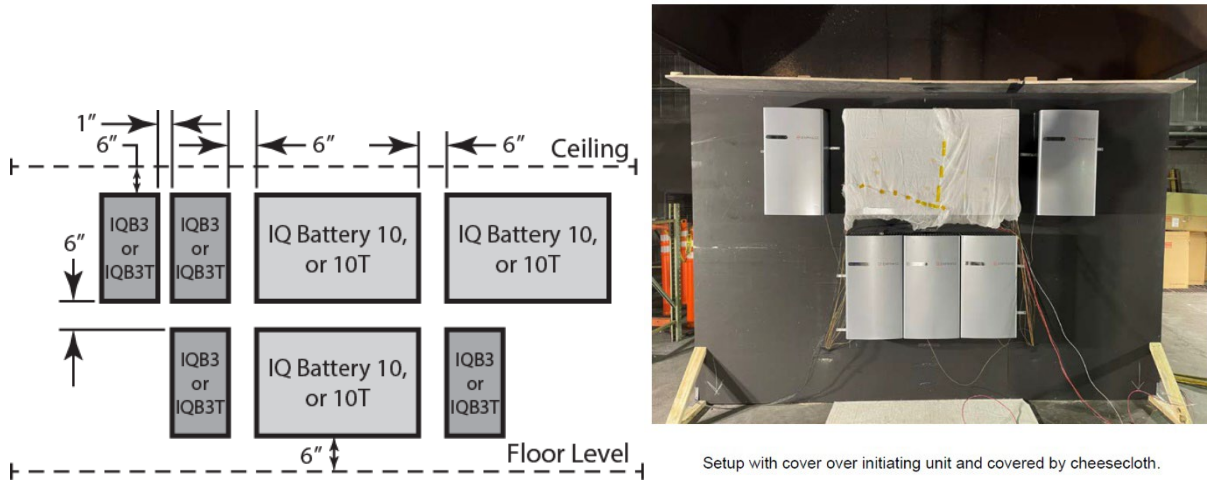 1"
6"
6"
6"
Ceiling
IQB3
or
IQB3T
IQB3
or
IQB3T
IQ Battery 10,
or 10T
IQ Battery 10,
or 10T
6"
IQB3
or
IQB3T
IQ Battery 10,
or 10T
IQB3
or
IQB3T
6"
Floor Level
Setup with cover over initiating unit and covered by cheesecloth.